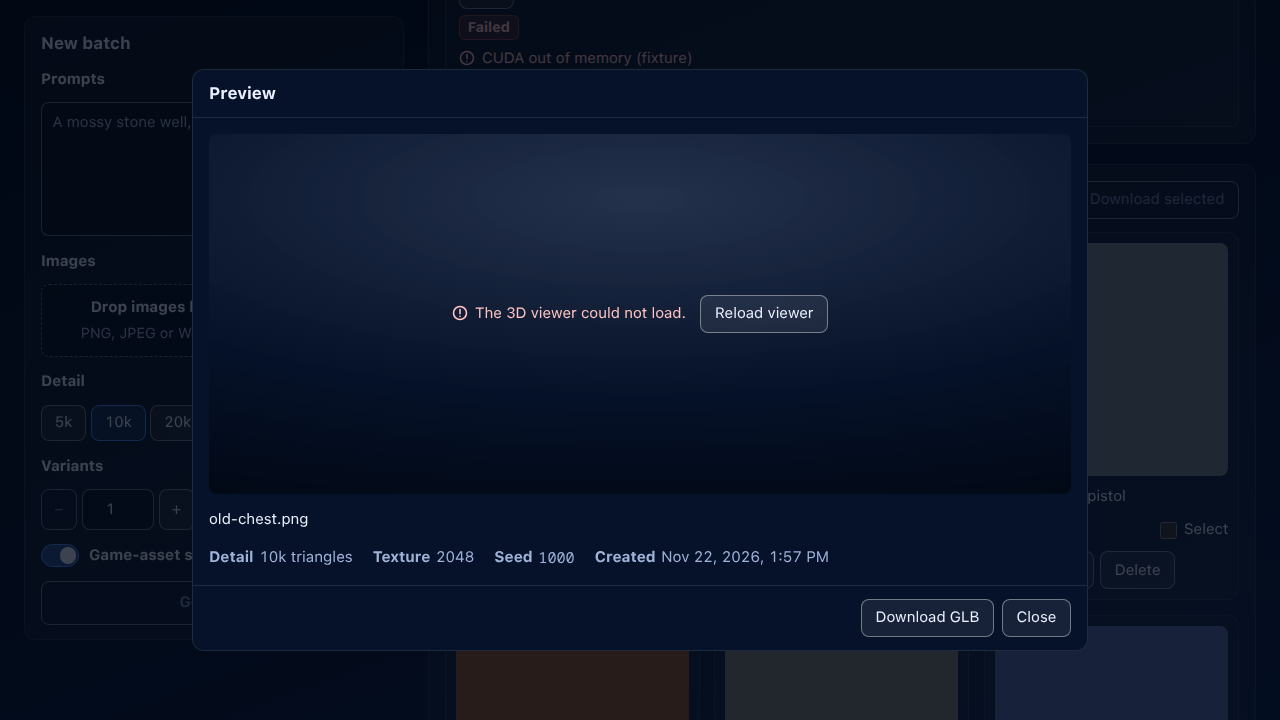 New batch
Prompts
A mossy stone well,
Images
Drop images
PNG, JPEG or W
Detail
5k
10k
20k
Variants
−
1
+
Game-asset s
G
Failed
CUDA out of memory (fixture)
Download selected
pistol
Select
Delete
Preview
The 3D viewer could not load.
Reload viewer
old-chest.png
Detail 10k triangles Texture 2048 Seed 1000 Created Nov 22, 2026, 1:57 PM
Download GLB
Close